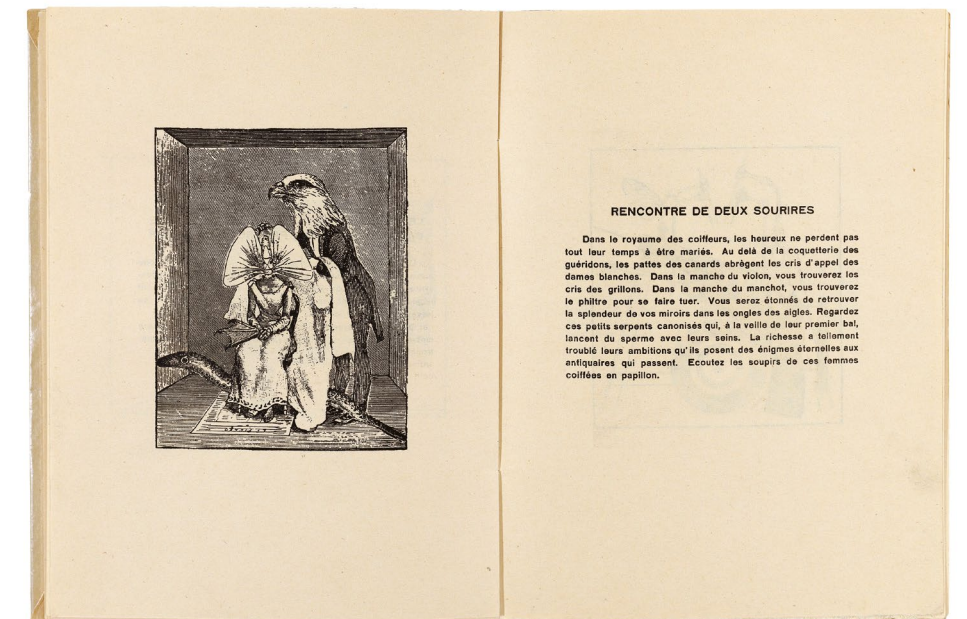 RENCONTRE DE DEUX SOURIRES
Dans le royaume des coiffeurs, les heureux ne perdent pas
tout leur temps à être mariés. Au delà de la coquetterie des
guéridons, les pattes des canards abrègent les cris d'appel des
dames blanches. Dans la manche du violon, vous trouverez les
cris des grillons. Dans la manche du manchot, vous trouverez
le philtre pour se faire tuer. Vous serez étonnés de retrouver
la splendeur de vos miroirs dans les ongles des aigles. Regardez
ces petits serpents canonisés qui, à la veille de leur premier bal,
lancent du sperme avec leurs seins. La richesse a tellement
troublé leurs ambitions qu'ils posent des énigmes éternelles aux
antiquaires qui passent. Ecoutez les soupirs de ces femmes
coiffées en papillon.